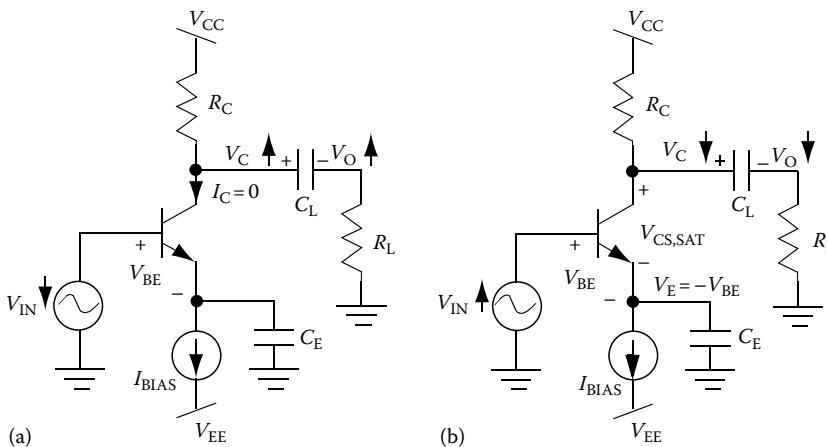 V_CC
R_C
V_C + − V_O
I_C = 0
C_L
+
R_L
V_BE
−
V_IN
C_E
I_BIAS
V_EE
(a)
V_CC
R_C
V_C + − V_O
+
C_L
+
V_CS,SAT
R
V_BE
−
− V_E = −V_BE
V_IN
C_E
I_BIAS
V_EE
(b)